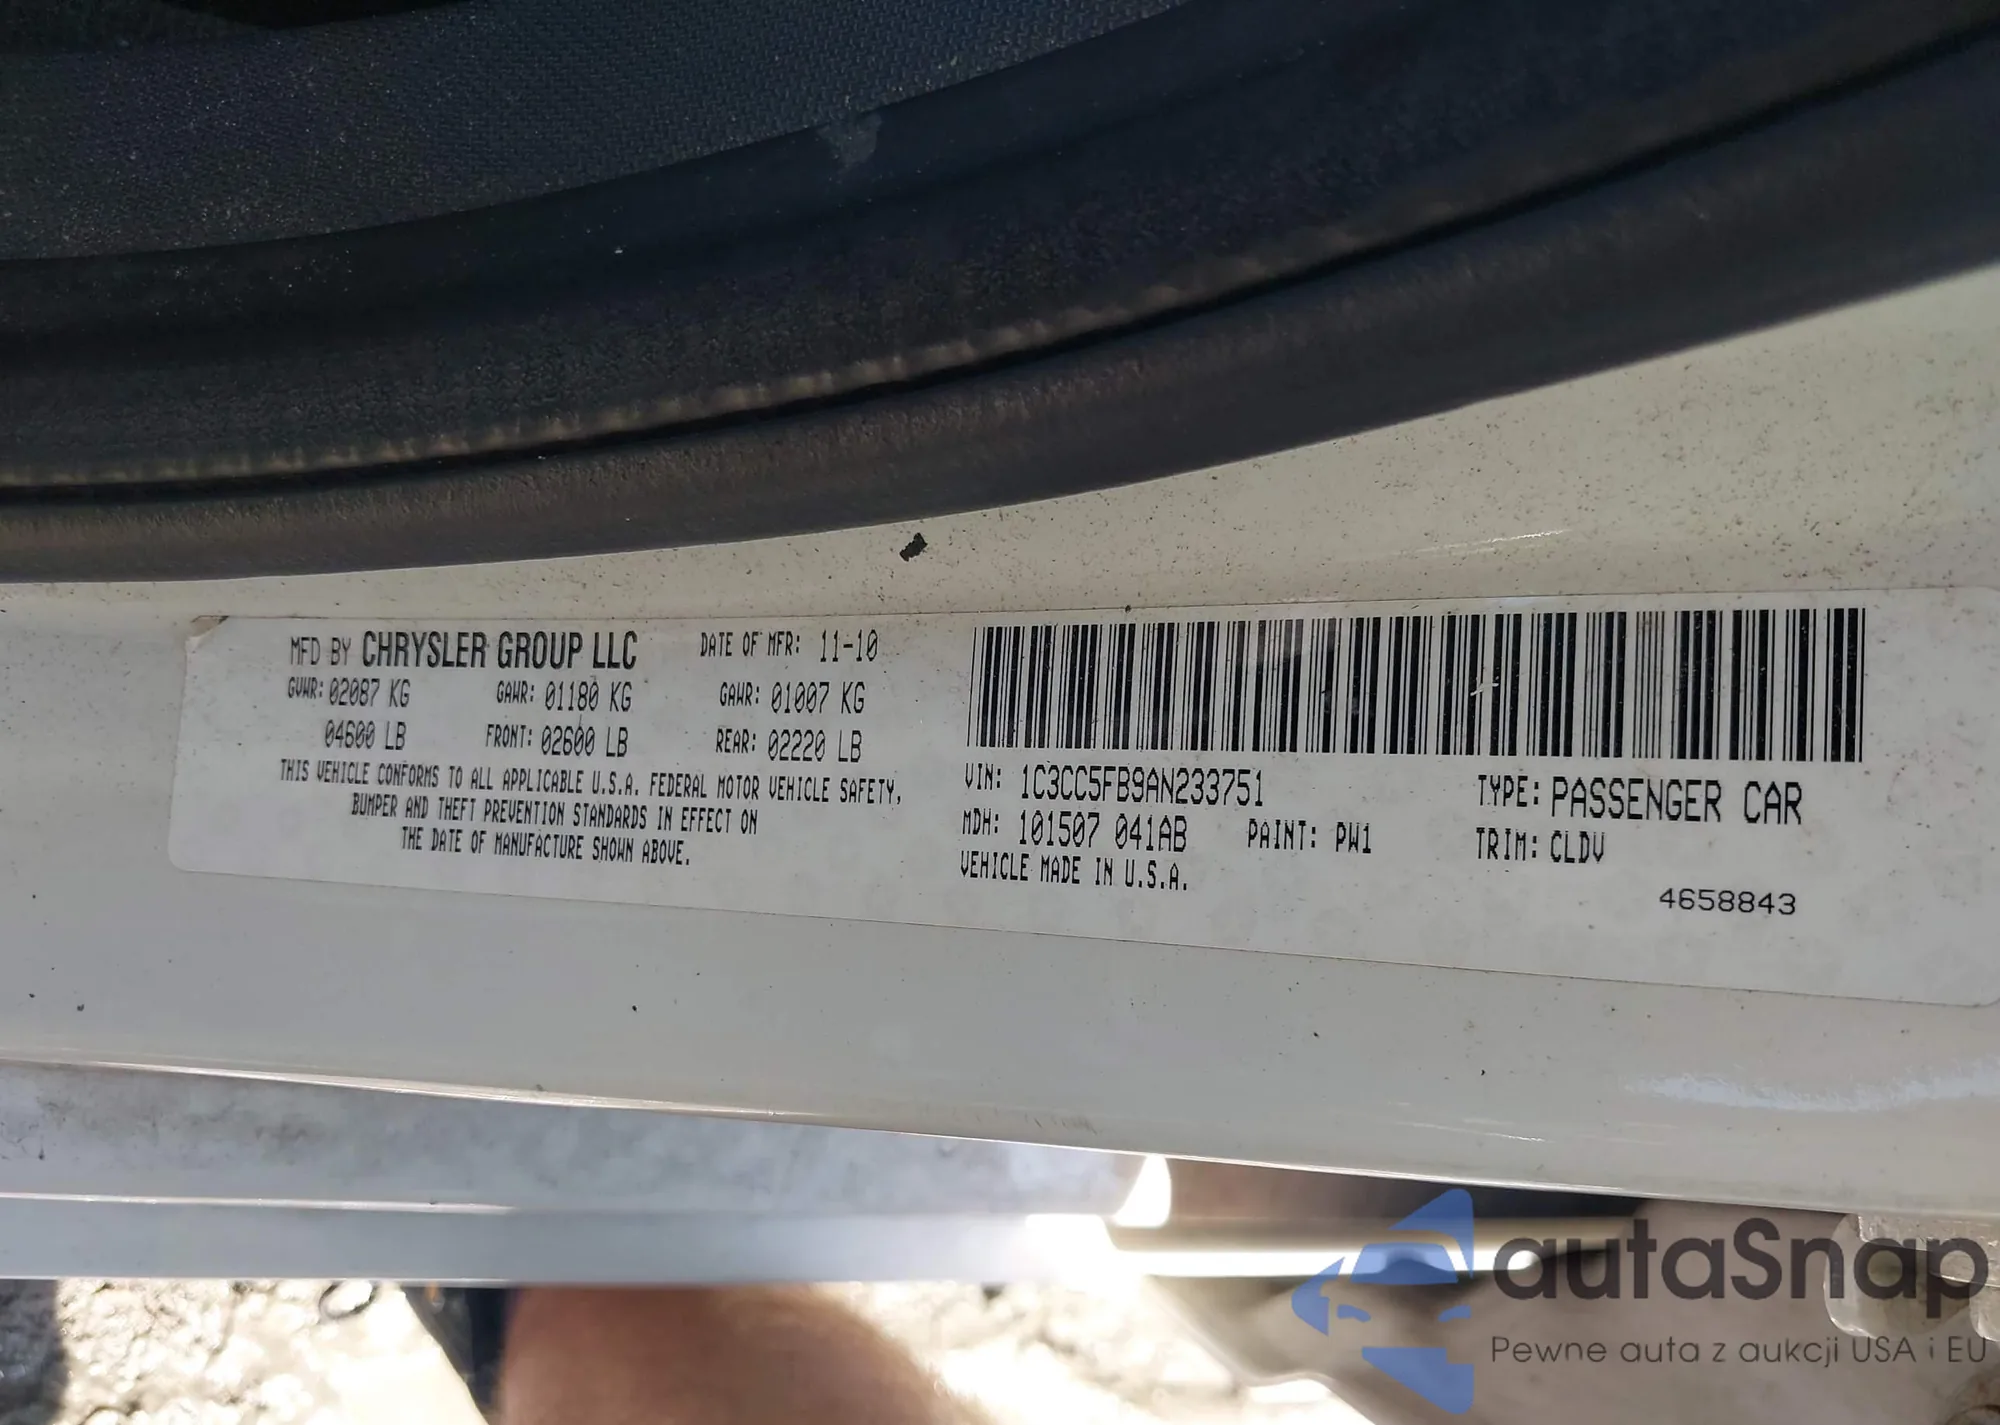 MFD BY CHRYSLER GROUP LLC DATE OF MFR: 11-10
GVWR: 02087 KG GAWR: 01180 KG GAWR: 01007 KG
04600 LB FRONT: 02600 LB REAR: 02220 LB
THIS VEHICLE CONFORMS TO ALL APPLICABLE U.S.A. FEDERAL MOTOR VEHICLE SAFETY,
BUMPER AND THEFT PREVENTION STANDARDS IN EFFECT ON
THE DATE OF MANUFACTURE SHOWN ABOVE.
VIN: 1C3CC5FB9AN233751 TYPE: PASSENGER CAR
MDH: 101507 041AB PAINT: PW1 TRIM: CLDV
VEHICLE MADE IN U.S.A.
4658843
autaSnap
Pewne auta z aukcji USA i EU